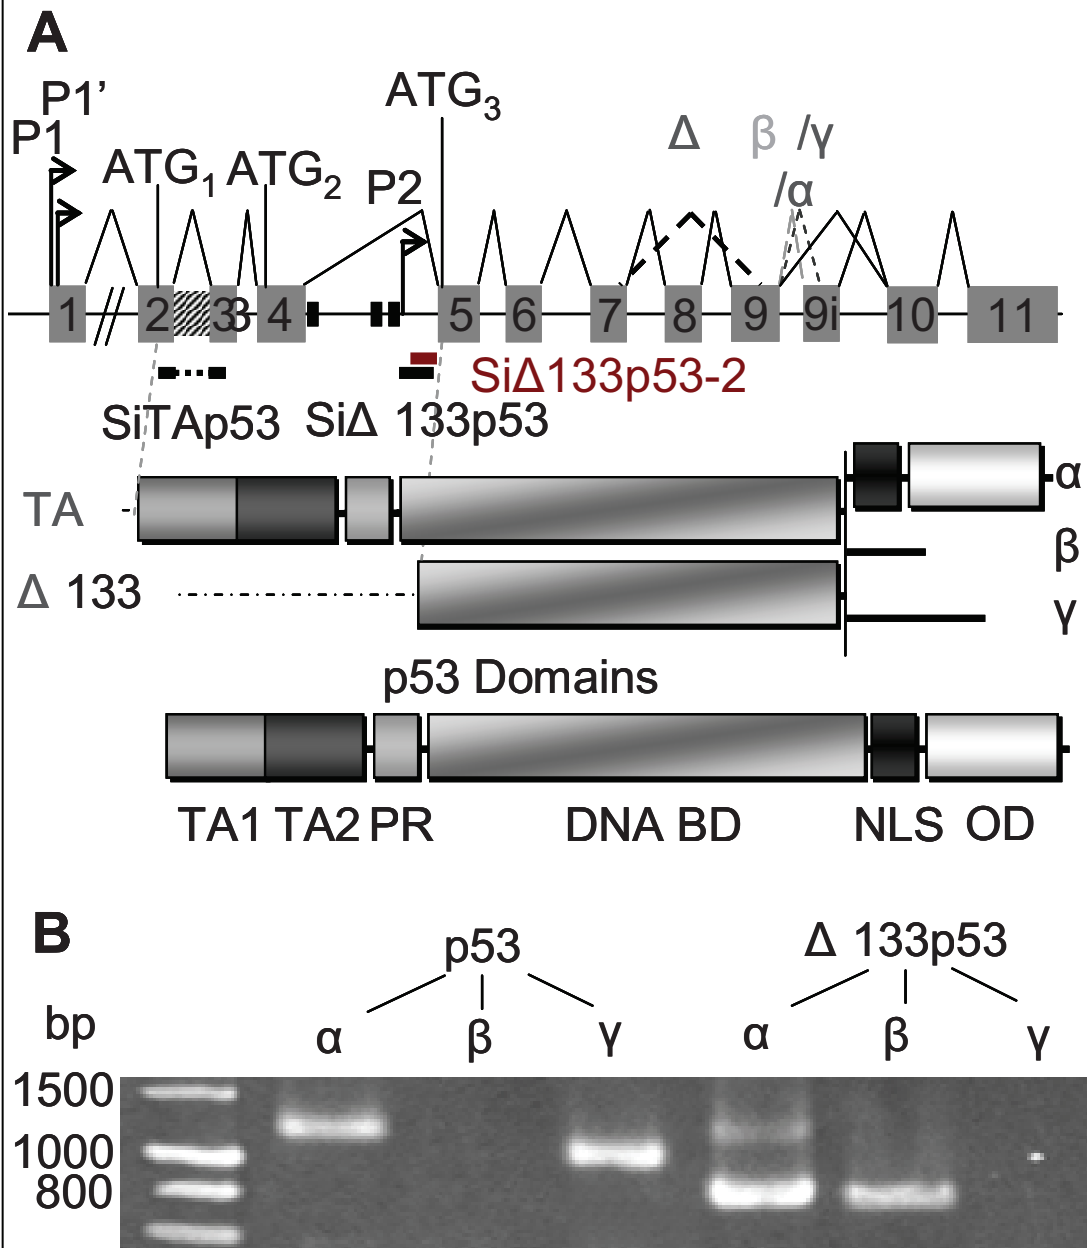 A
P1’
P1
ATG3
Δ β /γ
/α
ATG1 ATG2
P2
1 2 3 3 4 5 6 7 8 9 9i 10 11
SiΔ133p53-2
SiTAp53 SiΔ 133p53
TA
α
β
Δ 133
γ
p53 Domains
TA1 TA2 PR DNA BD NLS OD
B
p53 Δ 133p53
bp α β γ α β γ
1500
1000
800